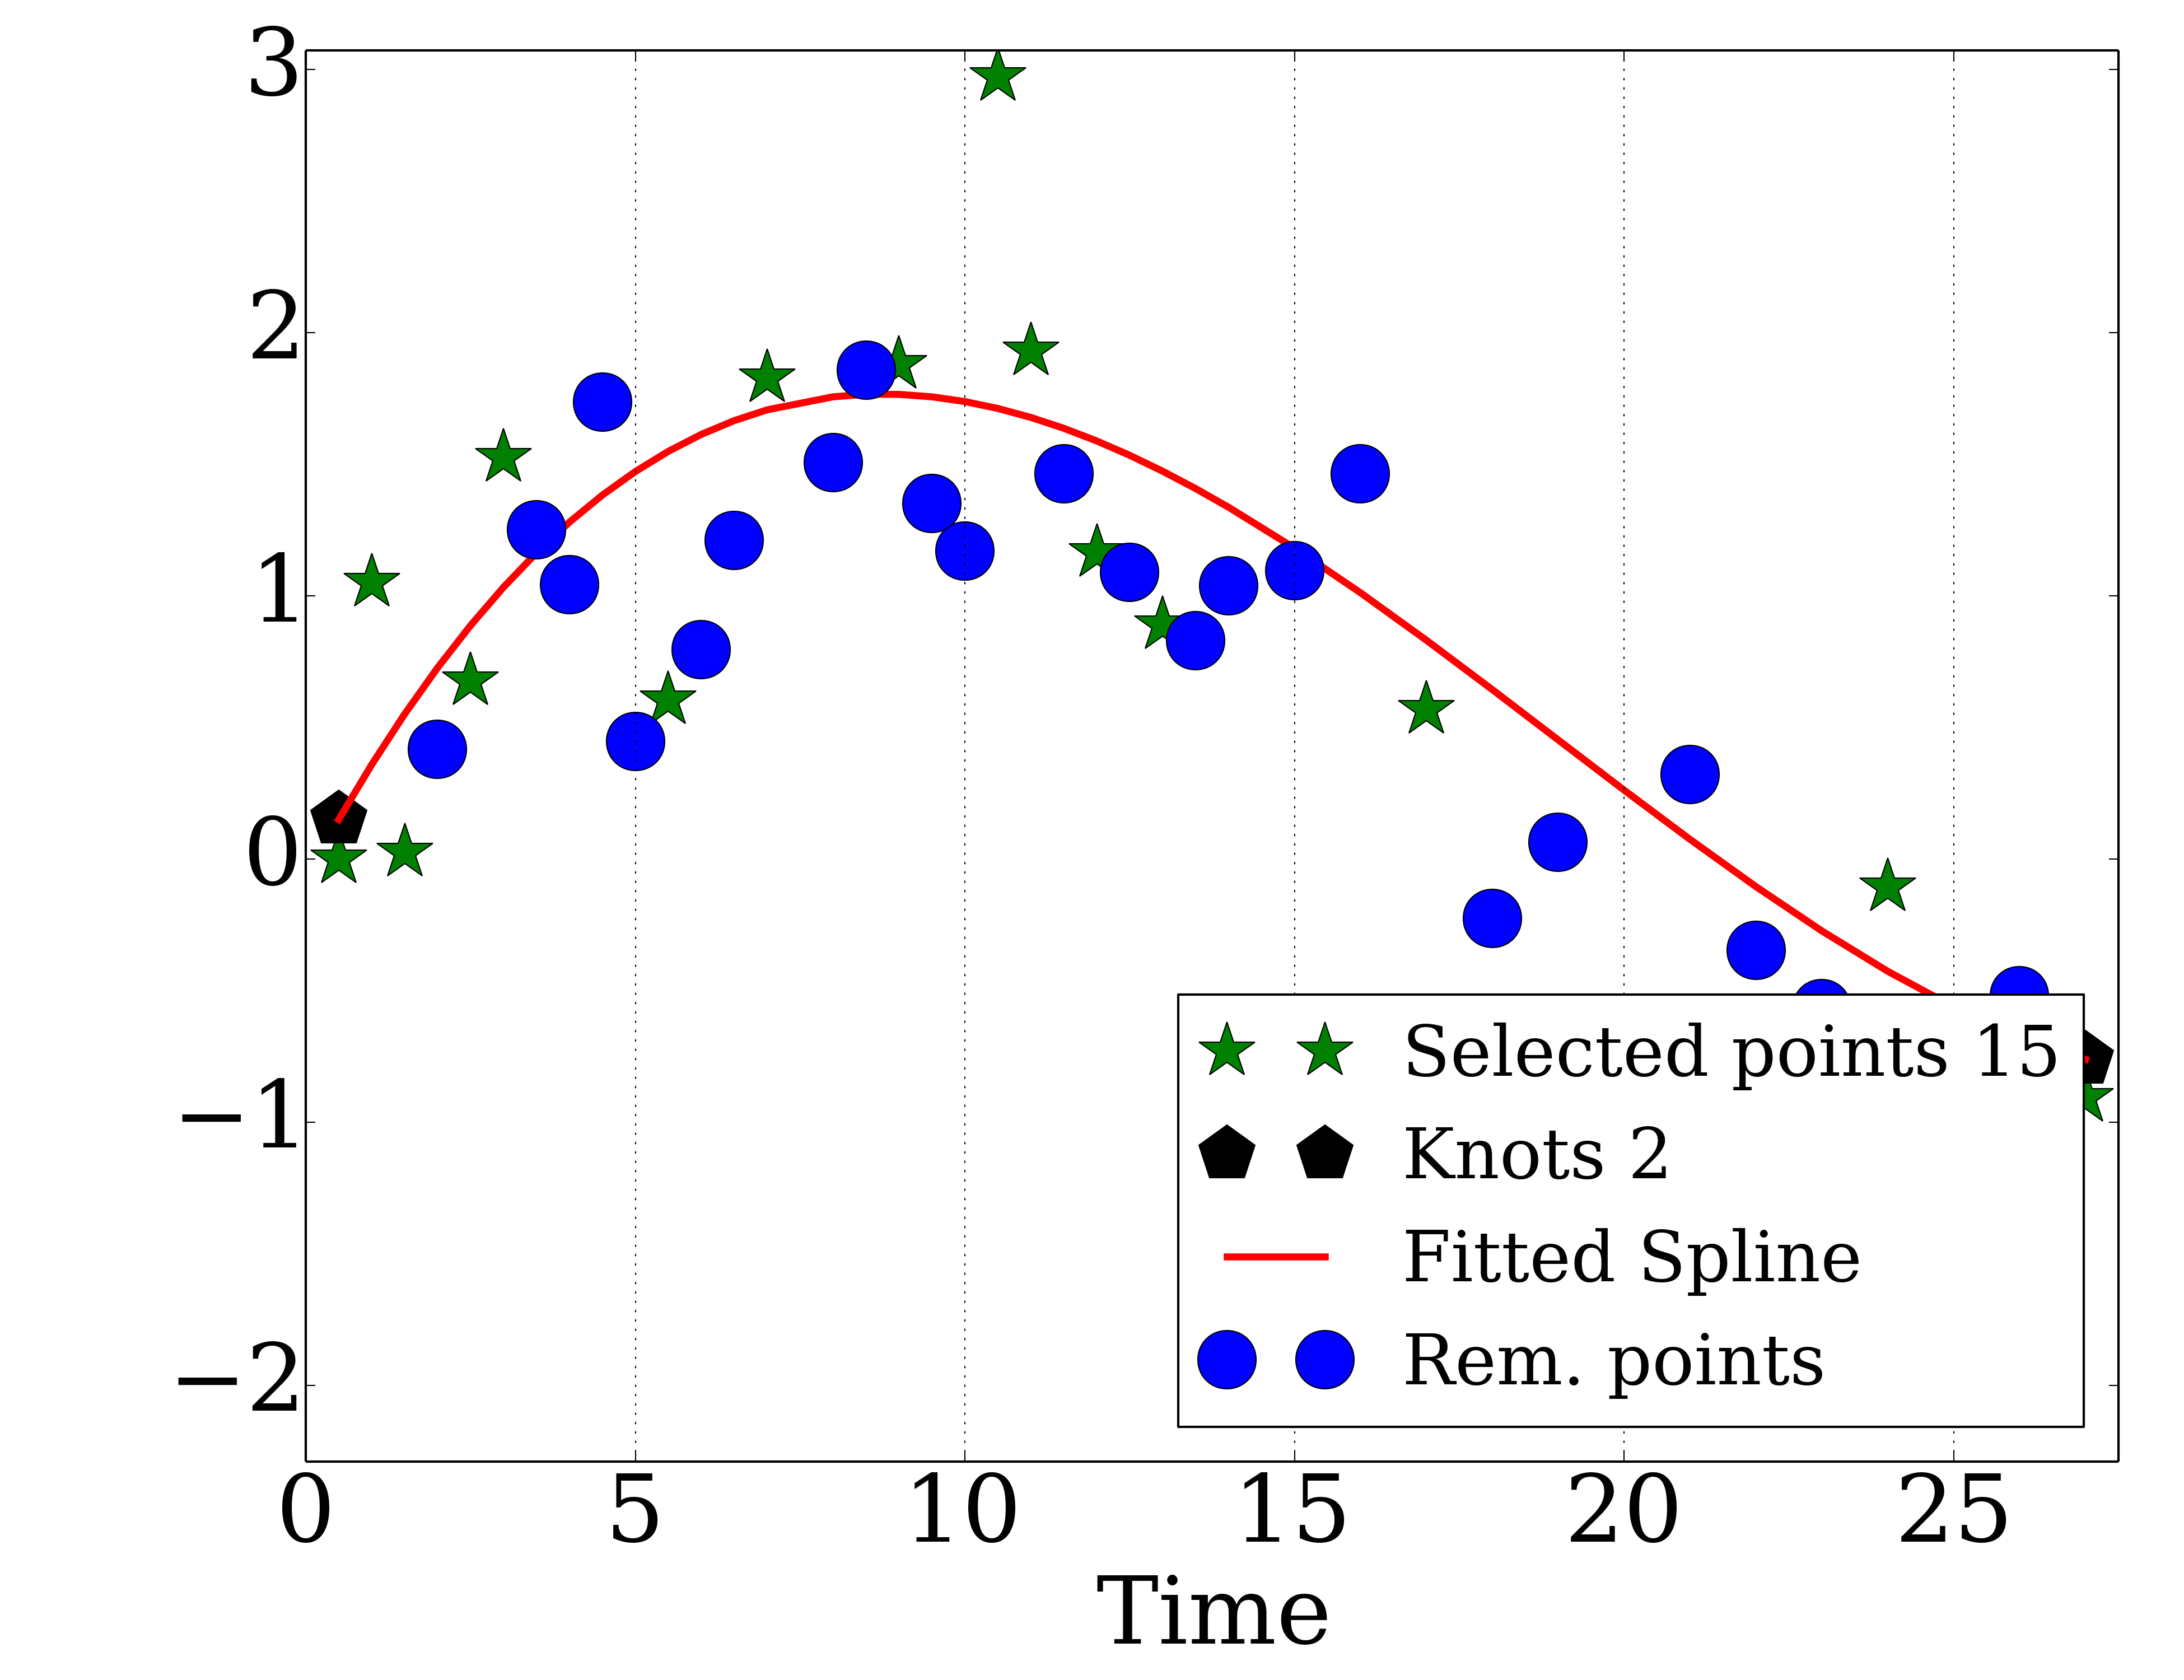 3
2
1
0
−1
−2
Selected points 15
Knots 2
Fitted Spline
Rem. points
0 5 10 15 20 25
Time